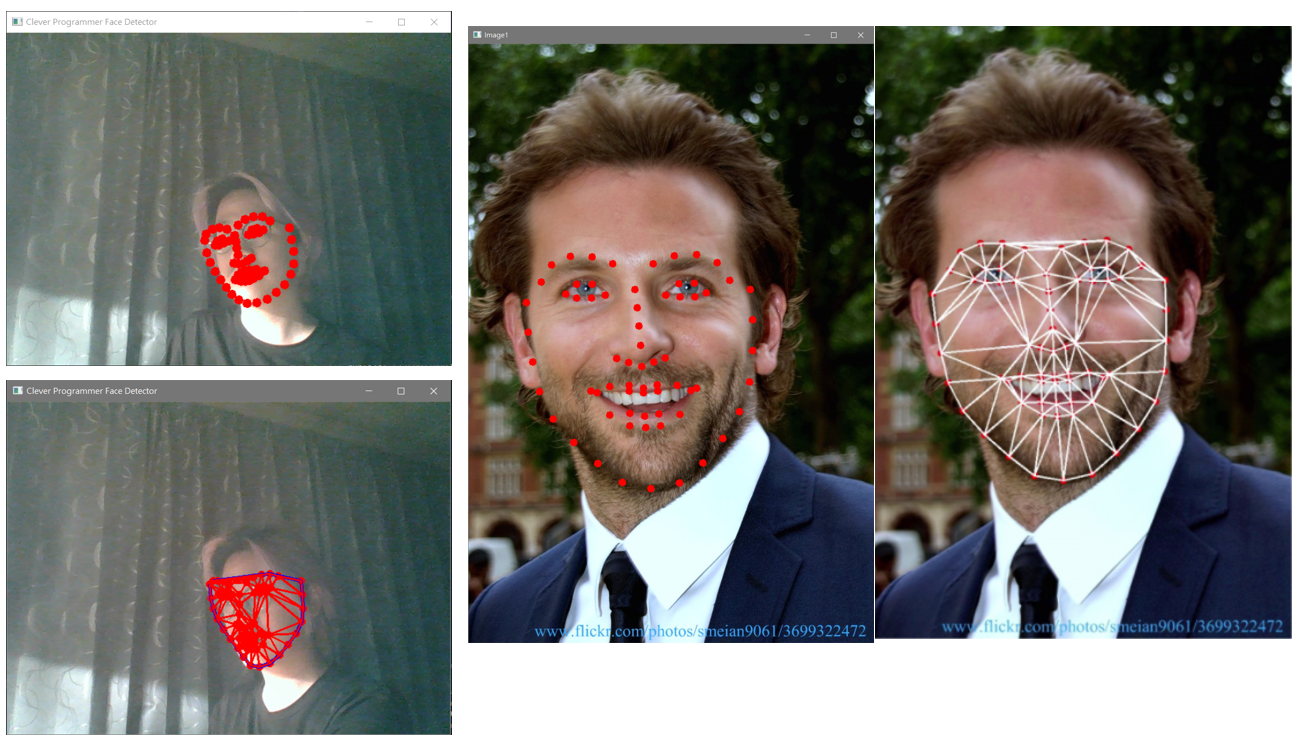 Clever Programmer Face Detector
Image1
Clever Programmer Face Detector
www.flickr.com/photos/smeian9061/3699322472
www.flickr.com/photos/smeian9061/3699322472